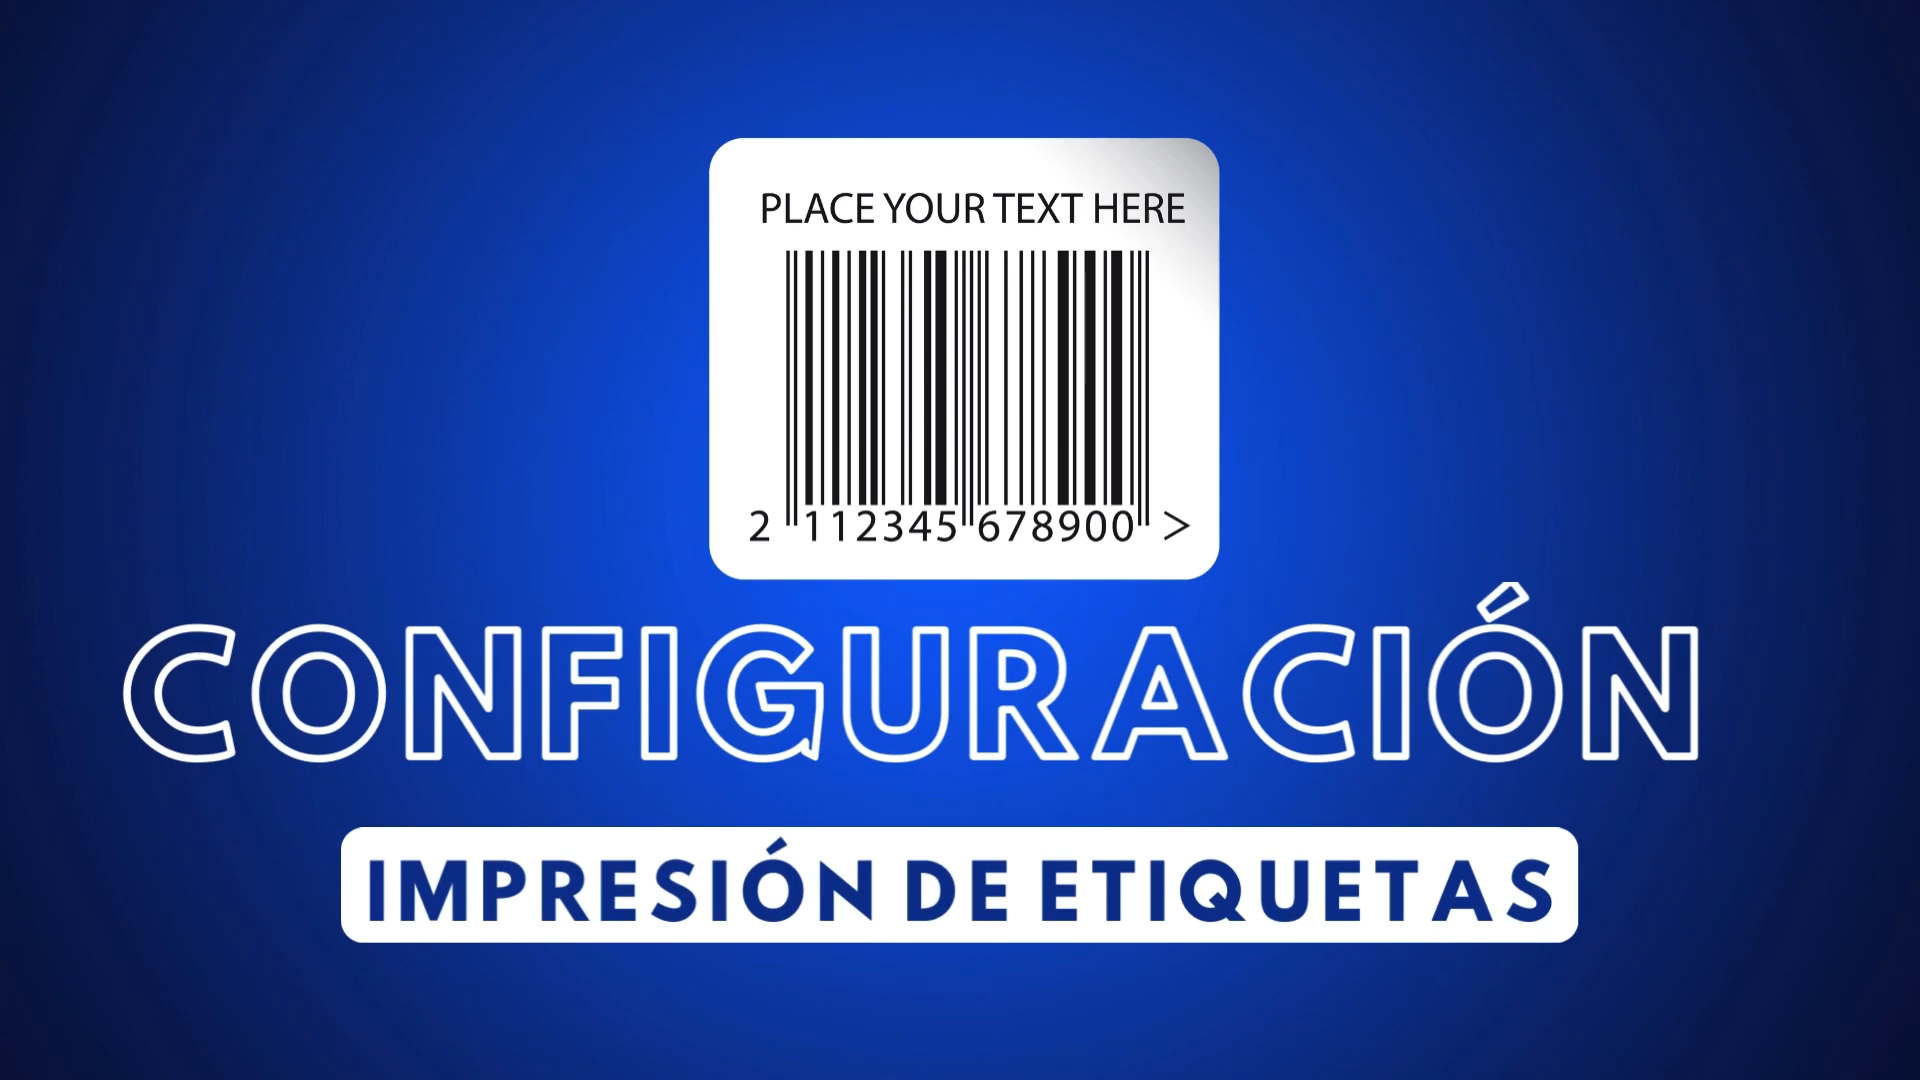 PLACE YOUR TEXT HERE
2 112345 678900 >
CONFIGURACIÓN
IMPRESIÓN DE ETIQUETAS